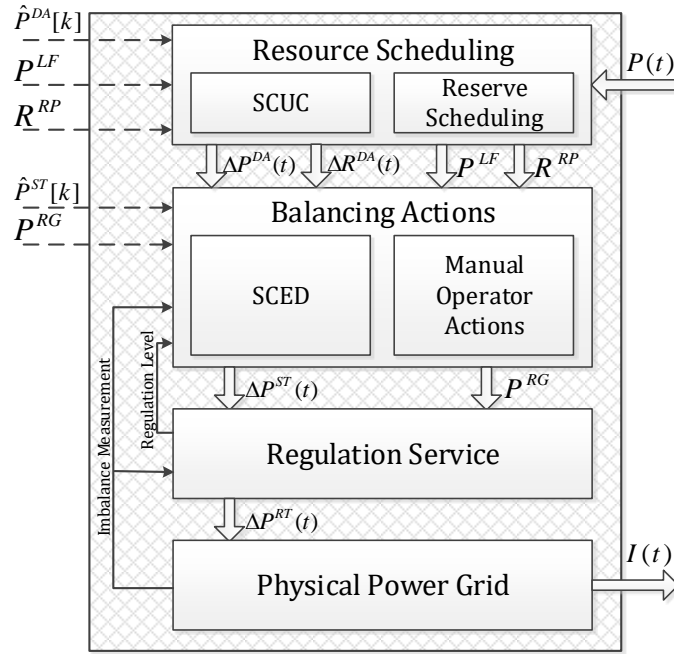 P̂^{DA}[k]
Resource Scheduling
P^{LF}
SCUC
Reserve
Scheduling
P(t)
R^{RP}
ΔP^{DA}(t)
ΔR^{DA}(t)
P^{LF}
R^{RP}
P̂^{ST}[k]
Balancing Actions
P^{RG}
SCED
Manual
Operator
Actions
Imbalance Measurement
Regulation Level
ΔP^{ST}(t)
P^{RG}
Regulation Service
ΔP^{RT}(t)
Physical Power Grid
I(t)